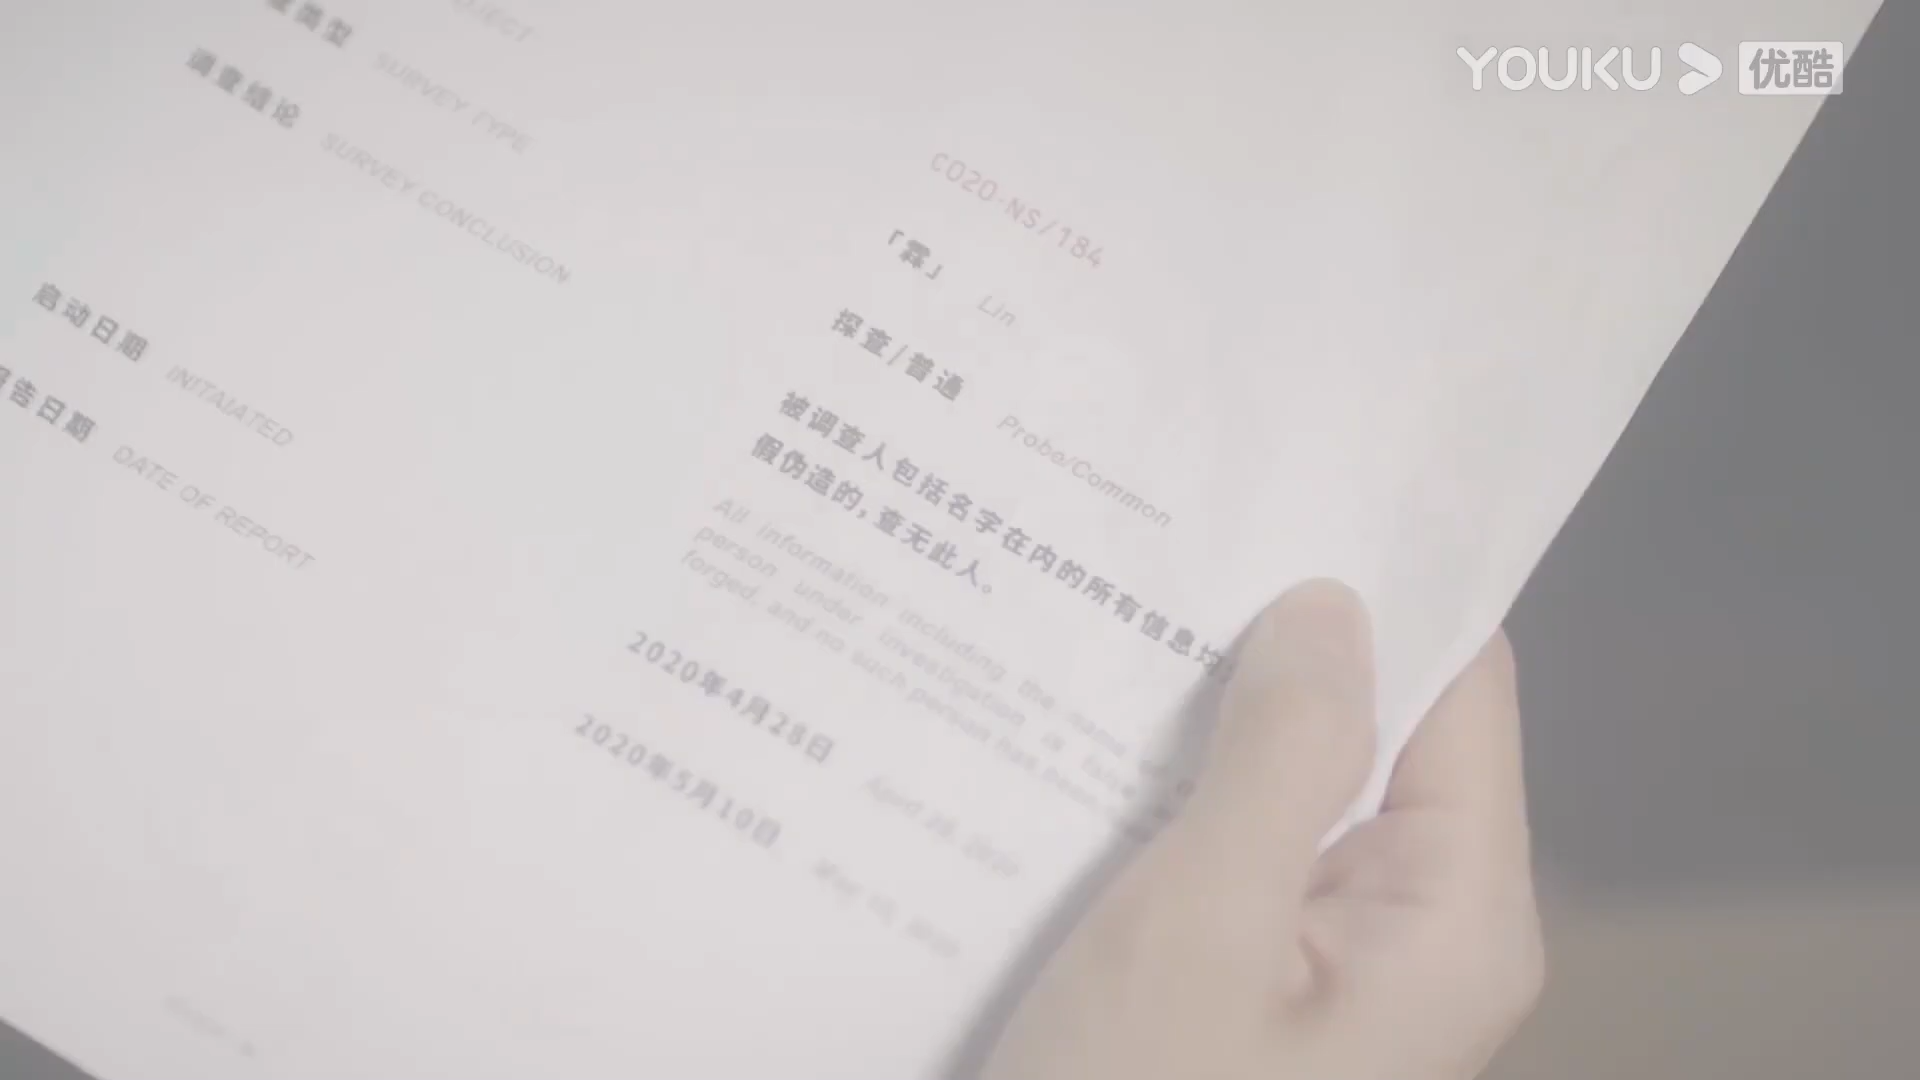 YOUKU 优酷
类型 SURVEY TYPE
调查结论 SURVEY CONCLUSION
启动日期 INITAIATED
告日期 DATE OF REPORT
CO20-NS/184
「霖」 Lin
探查/普通 Probe/Common
被调查人包括名字在内的所有信息均
假伪造的，查无此人。
All information including the name
person under investigation is
forged, and no such person has been
2020年4月28日 April 28, 2020
2020年5月10日 May 10, 2020